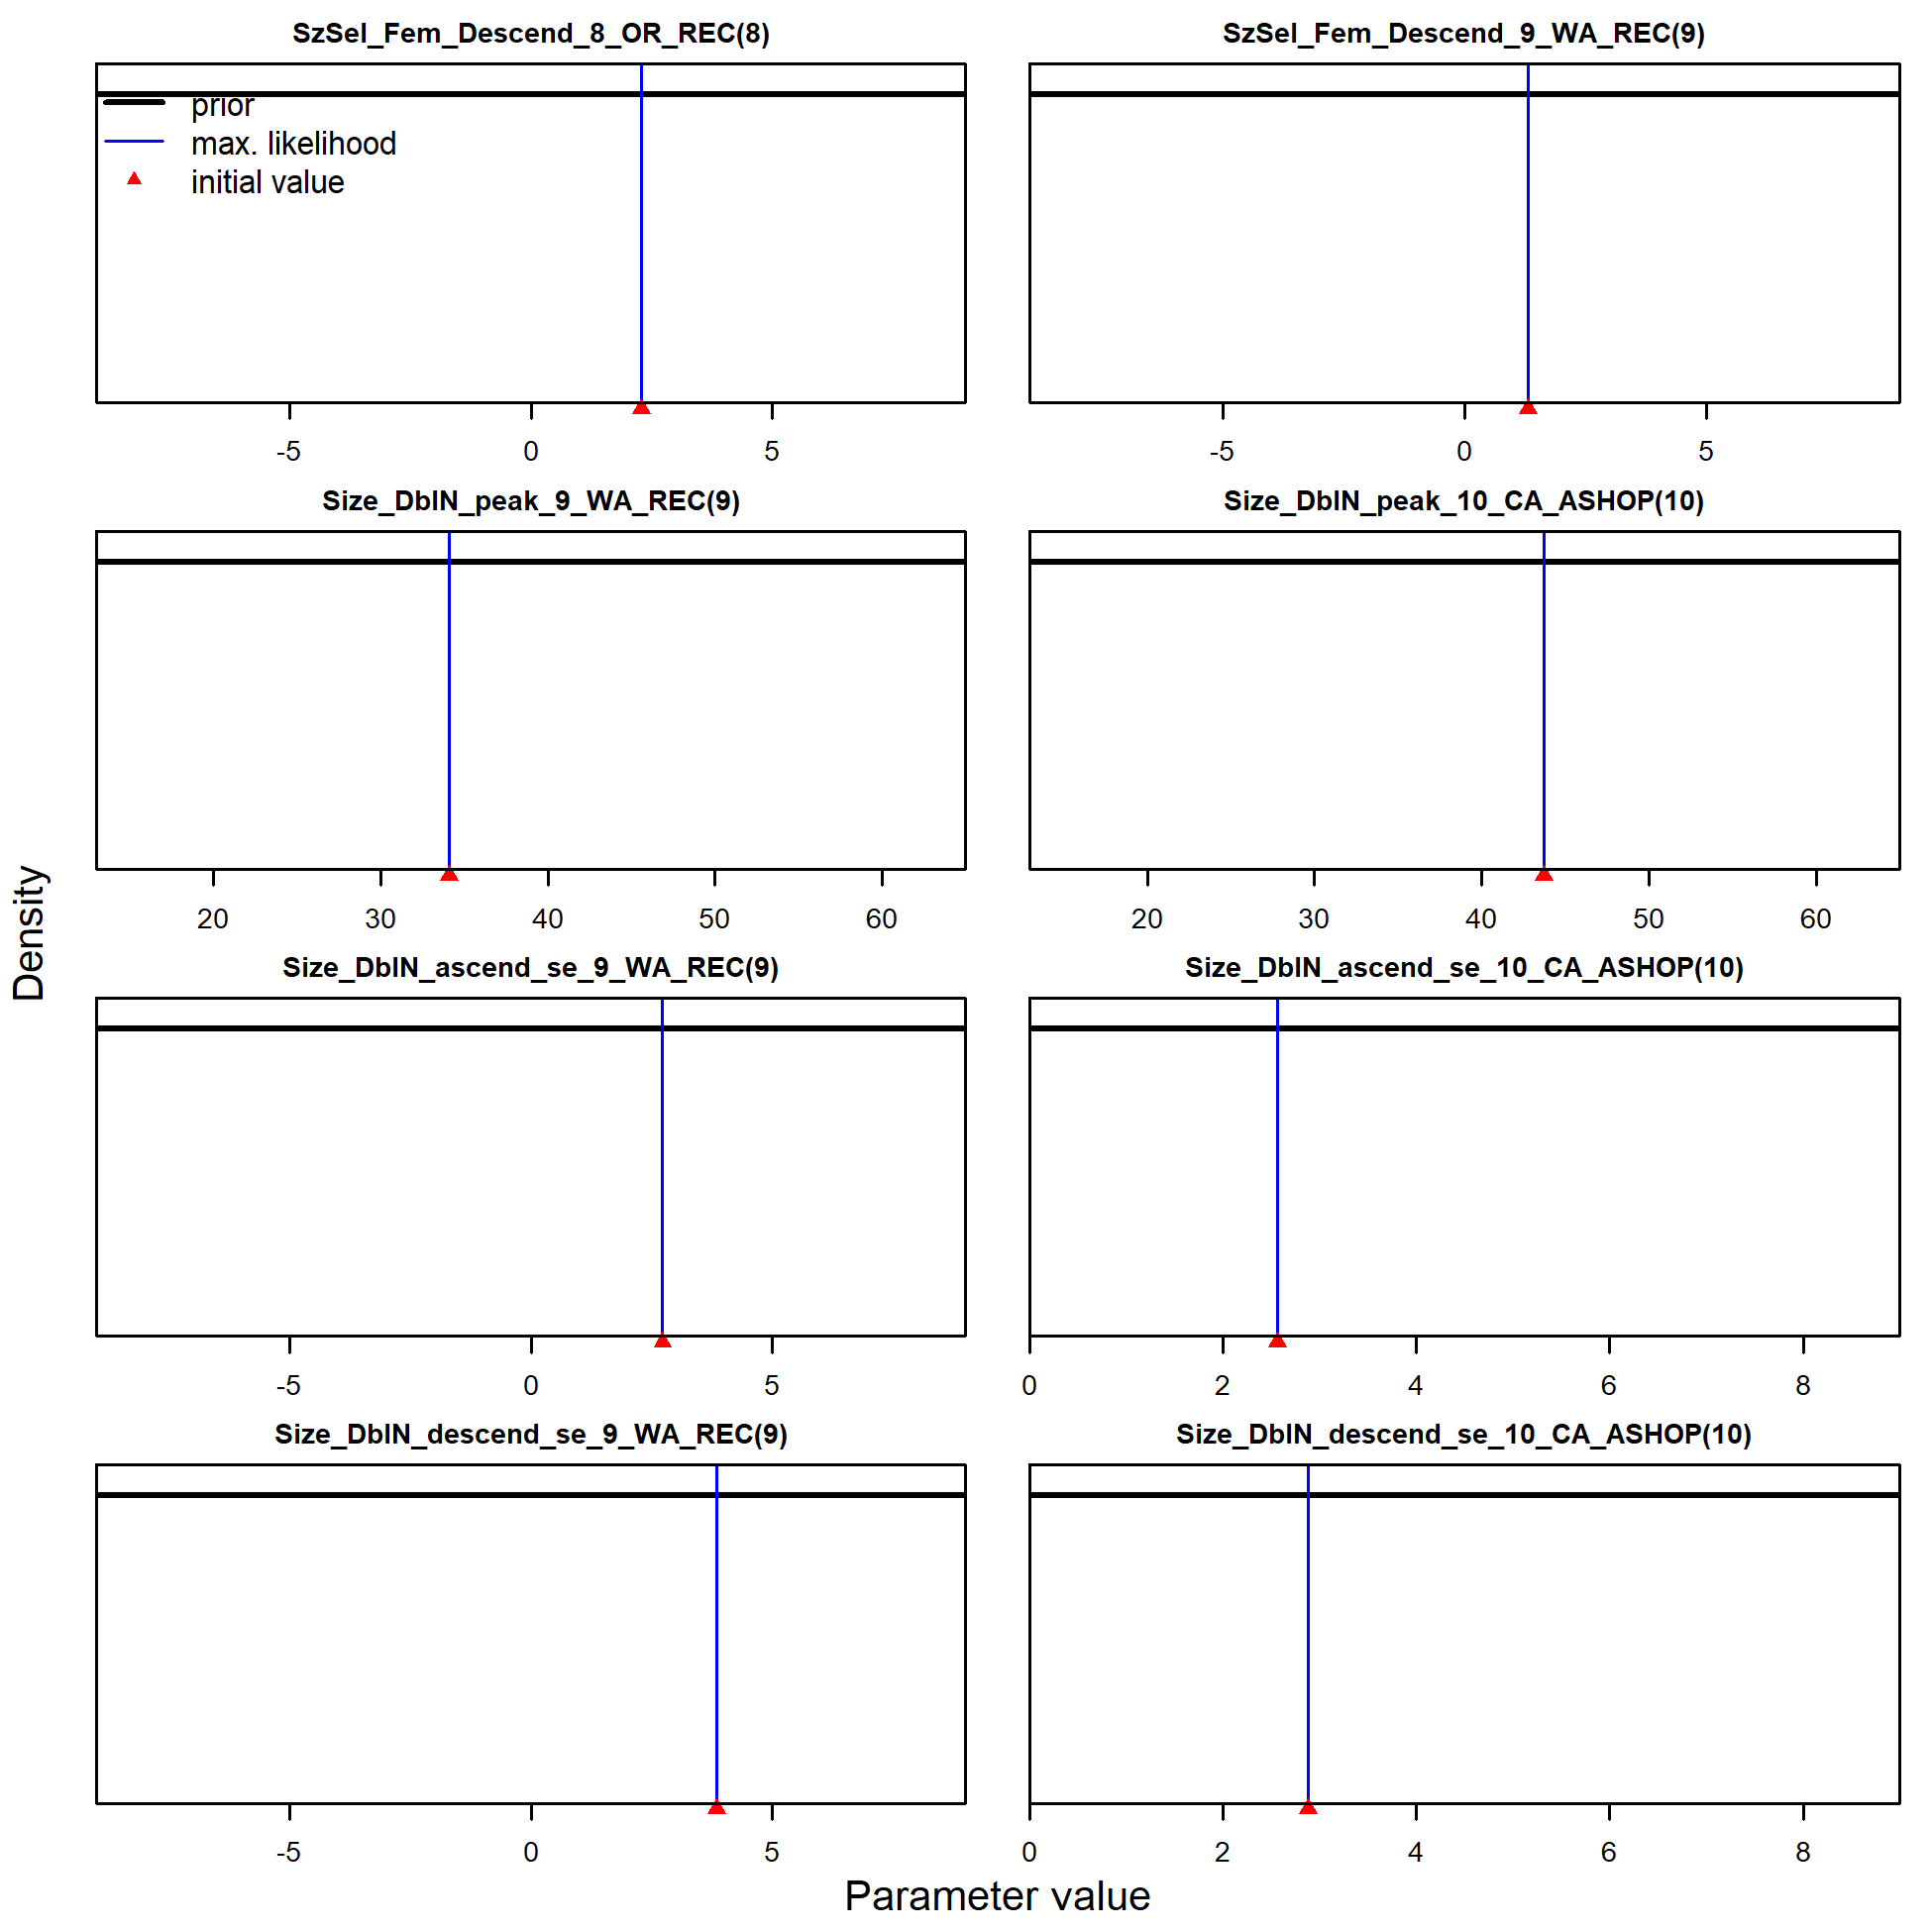 SzSel_Fem_Descend_8_OR_REC(8)
SzSel_Fem_Descend_9_WA_REC(9)
prior
max. likelihood
initial value
-5 0 5
-5 0 5
Size_DblN_peak_9_WA_REC(9)
Size_DblN_peak_10_CA_ASHOP(10)
20 30 40 50 60
20 30 40 50 60
Density
Size_DblN_ascend_se_9_WA_REC(9)
Size_DblN_ascend_se_10_CA_ASHOP(10)
-5 0 5
0 2 4 6 8
Size_DblN_descend_se_9_WA_REC(9)
Size_DblN_descend_se_10_CA_ASHOP(10)
-5 0 5
0 2 4 6 8
Parameter value